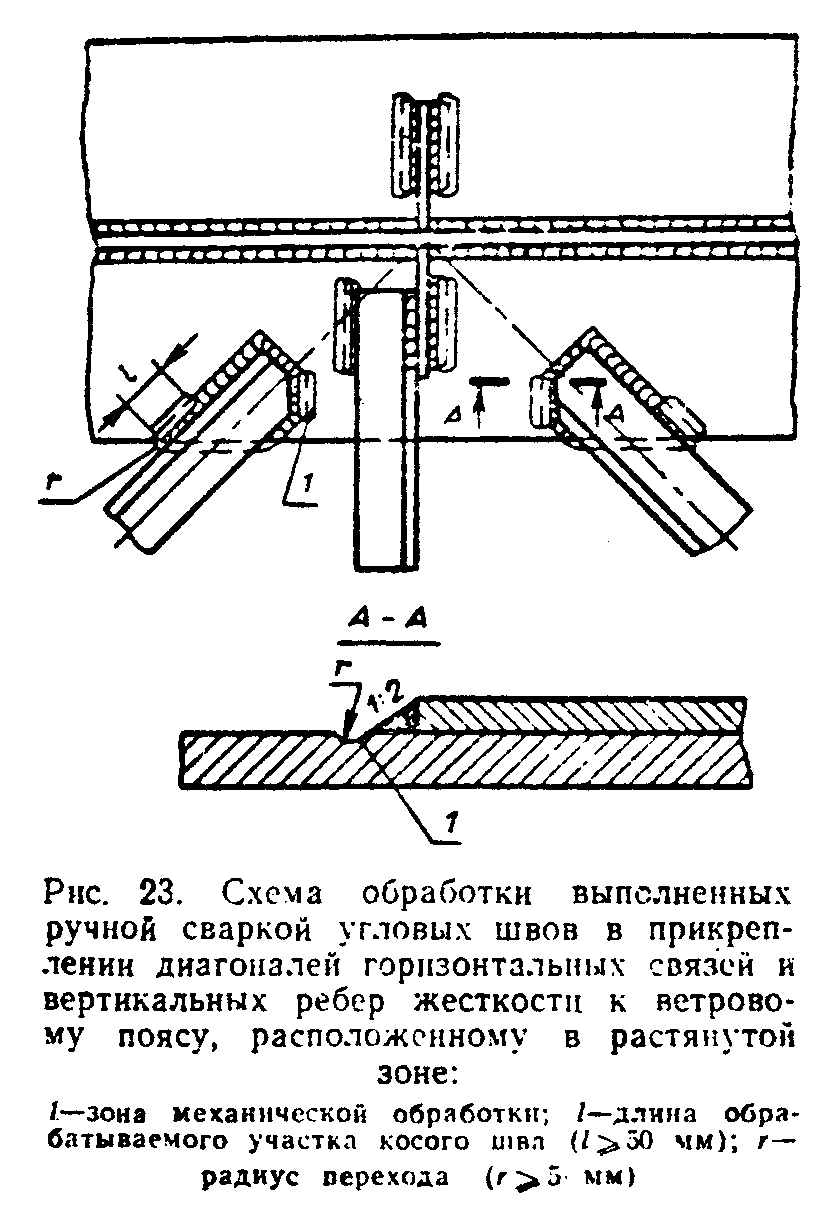 l
r
1
А
А
А - А
r
1:2
1
Рис. 23. Схема обработки выполненных
ручной сваркой угловых швов в прикреп-
лении диагоналей горизонтальных связей и
вертикальных ребер жесткости к ветрово-
му поясу, расположенному в растянутой
зоне:
1—зона механической обработки; l—длина обра-
батываемого участка косого шва (l⩾50 мм); r—
радиус перехода (r⩾5 мм)